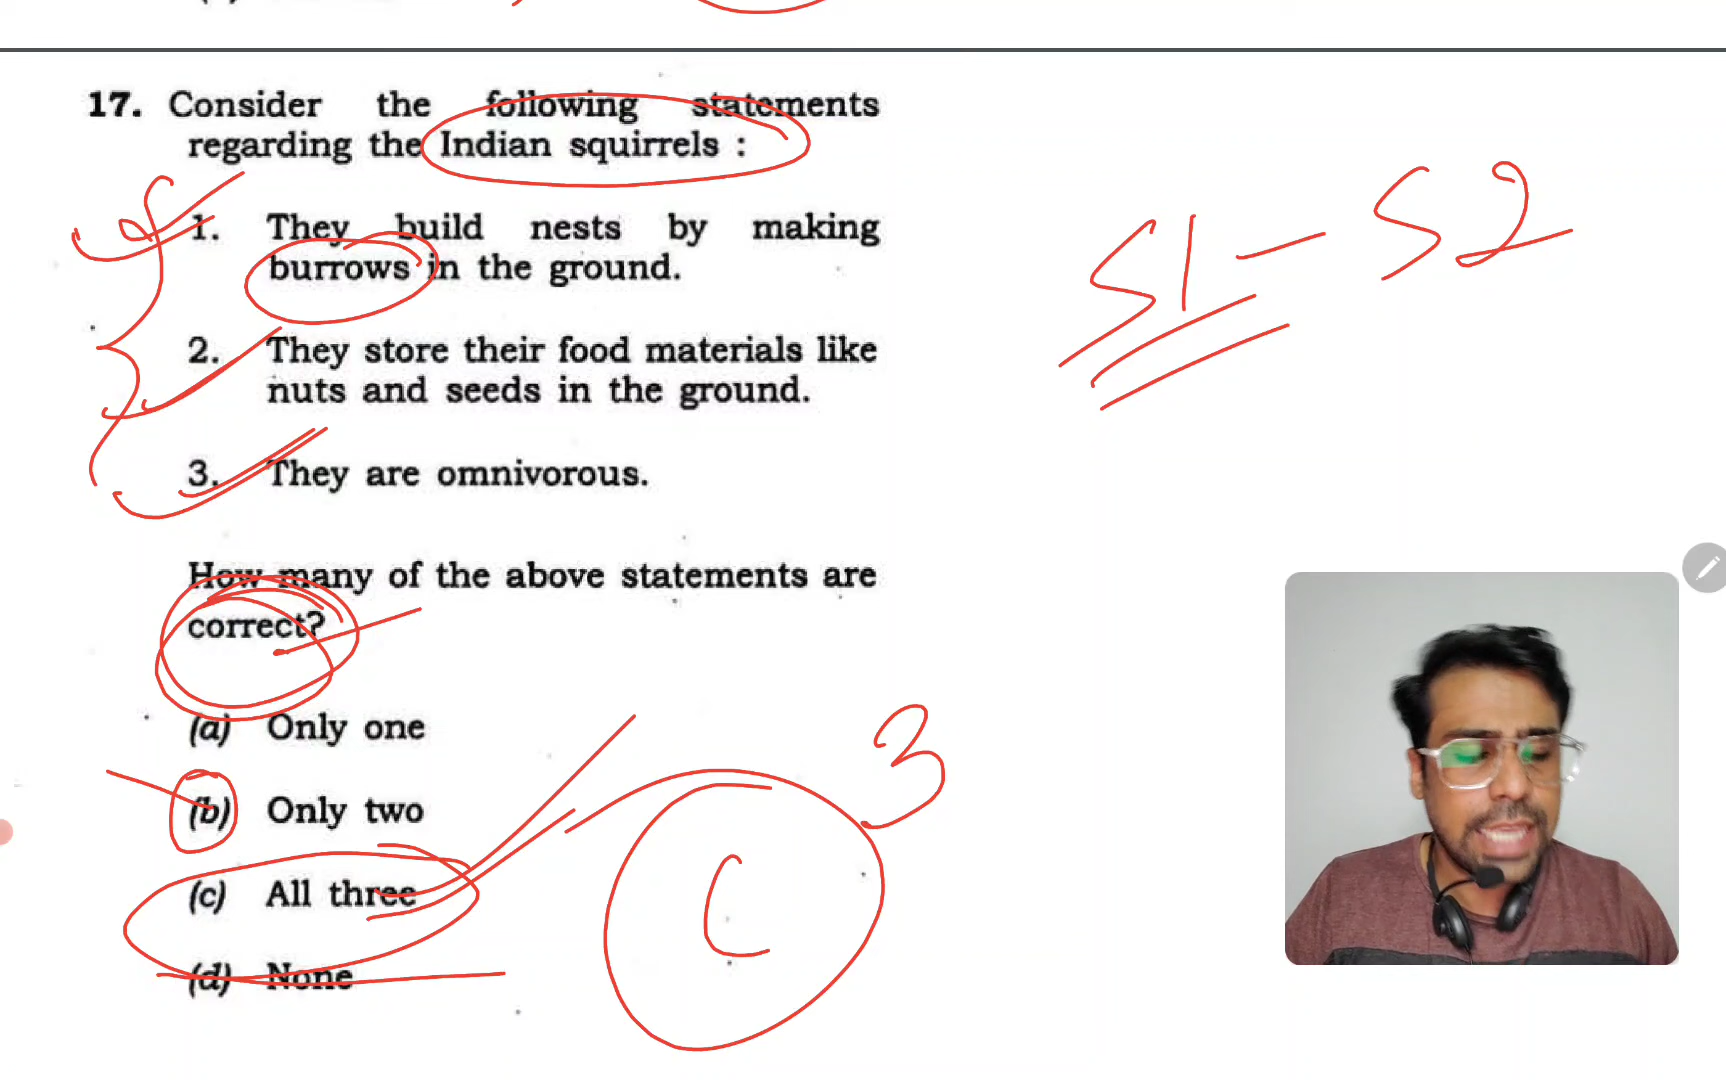 17. Consider the following statements
regarding the Indian squirrels :
1. They build nests by making
burrows in the ground.
2. They store their food materials like
nuts and seeds in the ground.
3. They are omnivorous.
How many of the above statements are
correct?
(a) Only one
(b) Only two
(c) All three
(d) None
S1 - S2
3
C